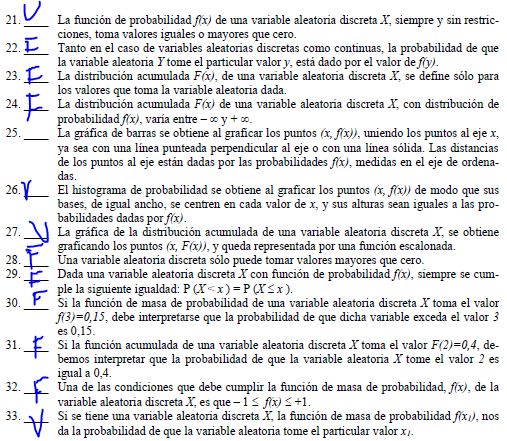 21. V La función de probabilidad f(x) de una variable aleatoria discreta X, siempre y sin restric-
ciones, toma valores iguales o mayores que cero.
22. F Tanto en el caso de variables aleatorias discretas como continuas, la probabilidad de que
la variable aleatoria Y tome el particular valor y, está dado por el valor de f(y).
23. F La distribución acumulada F(x), de una variable aleatoria discreta X, se define sólo para
los valores que toma la variable aleatoria dada.
24. F La distribución acumulada F(x) de una variable aleatoria discreta X, con distribución de
probabilidad f(x), varía entre – ∞ y + ∞.
25. ____ La gráfica de barras se obtiene al graficar los puntos (x, f(x)), uniendo los puntos al eje x,
ya sea con una línea punteada perpendicular al eje o con una línea sólida. Las distancias
de los puntos al eje están dadas por las probabilidades f(x), medidas en el eje de ordena-
das.
26. V El histograma de probabilidad se obtiene al graficar los puntos (x, f(x)) de modo que sus
bases, de igual ancho, se centren en cada valor de x, y sus alturas sean iguales a las pro-
babilidades dadas por f(x).
27. V La gráfica de la distribución acumulada de una variable aleatoria discreta X, se obtiene
graficando los puntos (x, F(x)), y queda representada por una función escalonada.
28. F Una variable aleatoria discreta sólo puede tomar valores mayores que cero.
29. F Dada una variable aleatoria discreta X con función de probabilidad f(x), siempre se cum-
ple la siguiente igualdad: P (X < x ) = P (X ≤ x ).
30. F Si la función de masa de probabilidad de una variable aleatoria discreta X toma el valor
f(3)=0,15, debe interpretarse que la probabilidad de que dicha variable exceda el valor 3
es 0,15.
31. F Si la función acumulada de una variable aleatoria discreta X toma el valor F(2)=0,4, de-
bemos interpretar que la probabilidad de que la variable aleatoria X tome el valor 2 es
igual a 0,4.
32. F Una de las condiciones que debe cumplir la función de masa de probabilidad, f(x), de la
variable aleatoria discreta X, es que – 1 ≤ f(x) ≤ +1.
33. V Si se tiene una variable aleatoria discreta X, la función de masa de probabilidad f(x₁), nos
da la probabilidad de que la variable aleatoria tome el particular valor x₁.